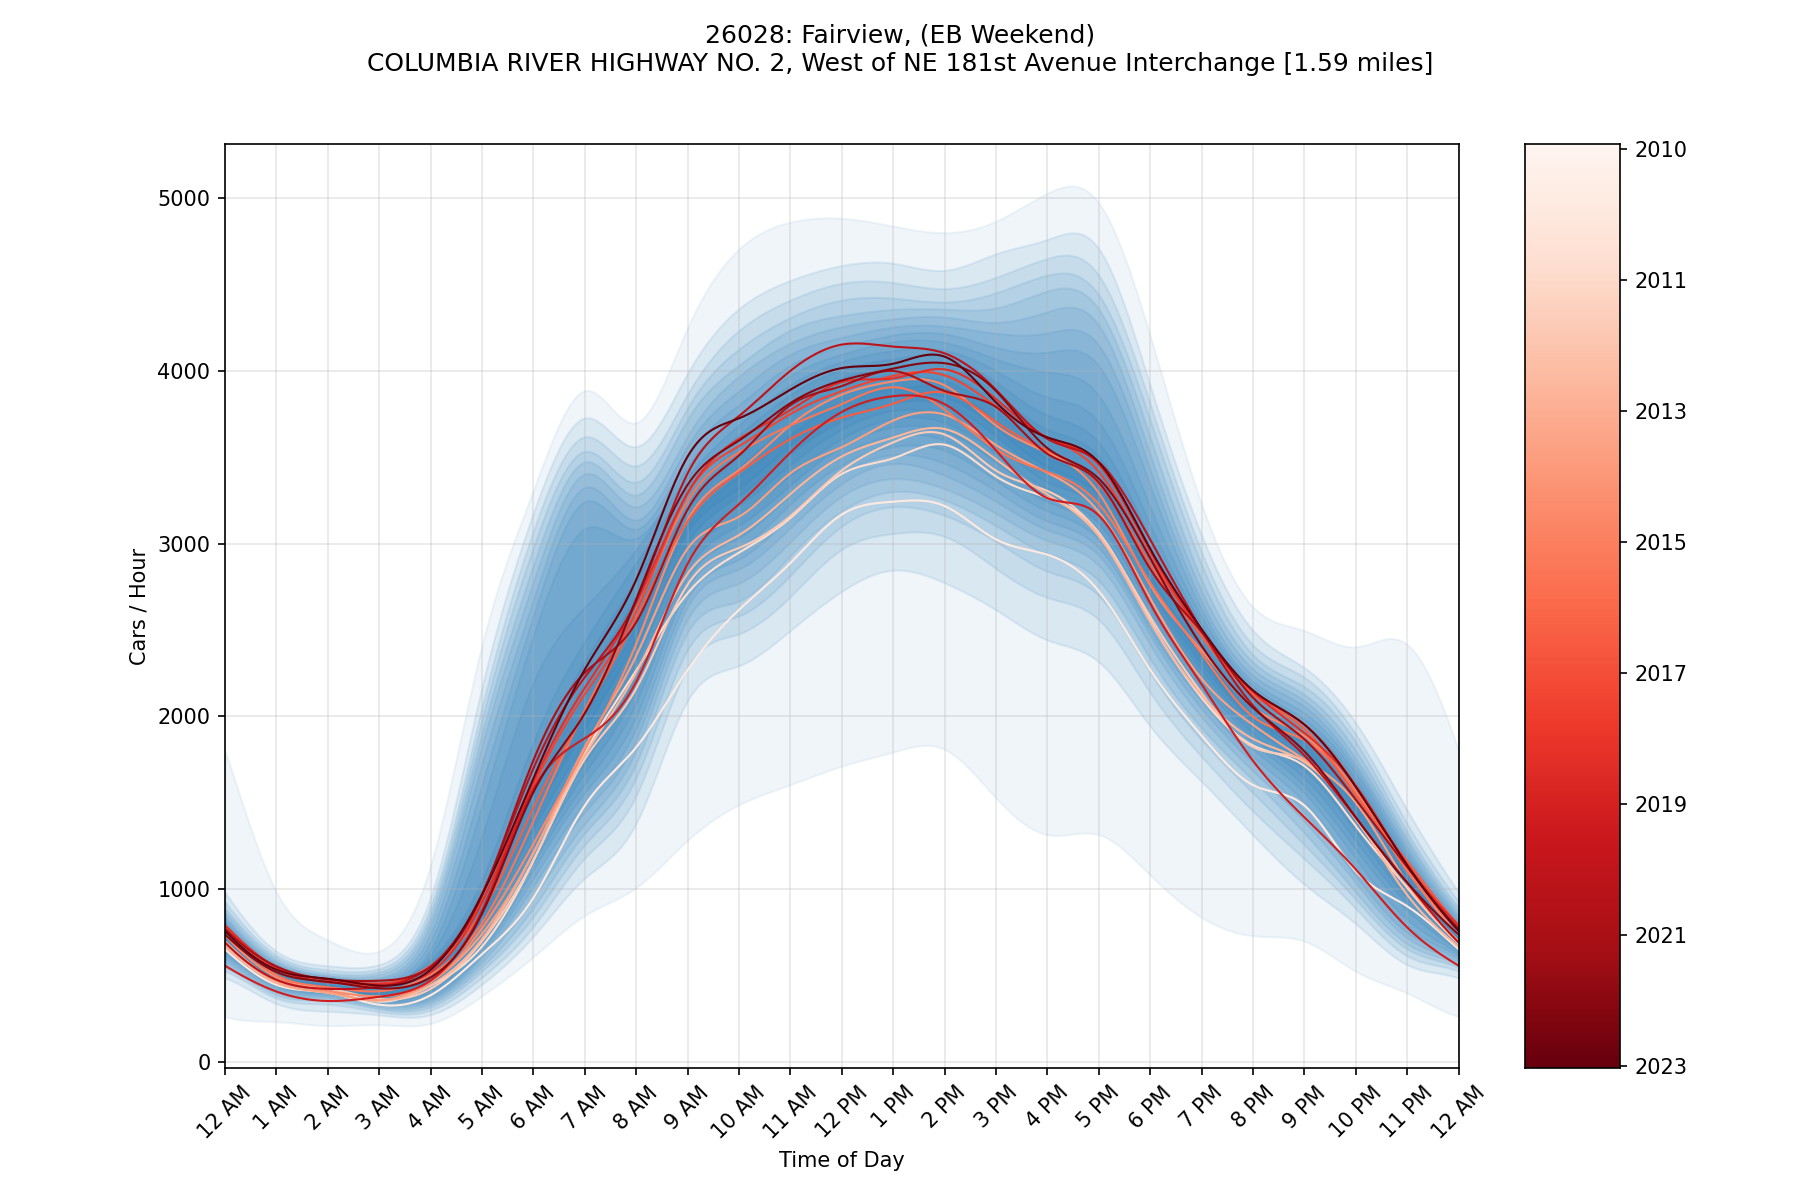 26028: Fairview, (EB Weekend)
COLUMBIA RIVER HIGHWAY NO. 2, West of NE 181st Avenue Interchange [1.59 miles]
5000
4000
3000
2000
1000
0
Cars / Hour
12 AM
1 AM
2 AM
3 AM
4 AM
5 AM
6 AM
7 AM
8 AM
9 AM
10 AM
11 AM
12 PM
1 PM
2 PM
3 PM
4 PM
5 PM
6 PM
7 PM
8 PM
9 PM
10 PM
11 PM
12 AM
Time of Day
2010
2011
2013
2015
2017
2019
2021
2023